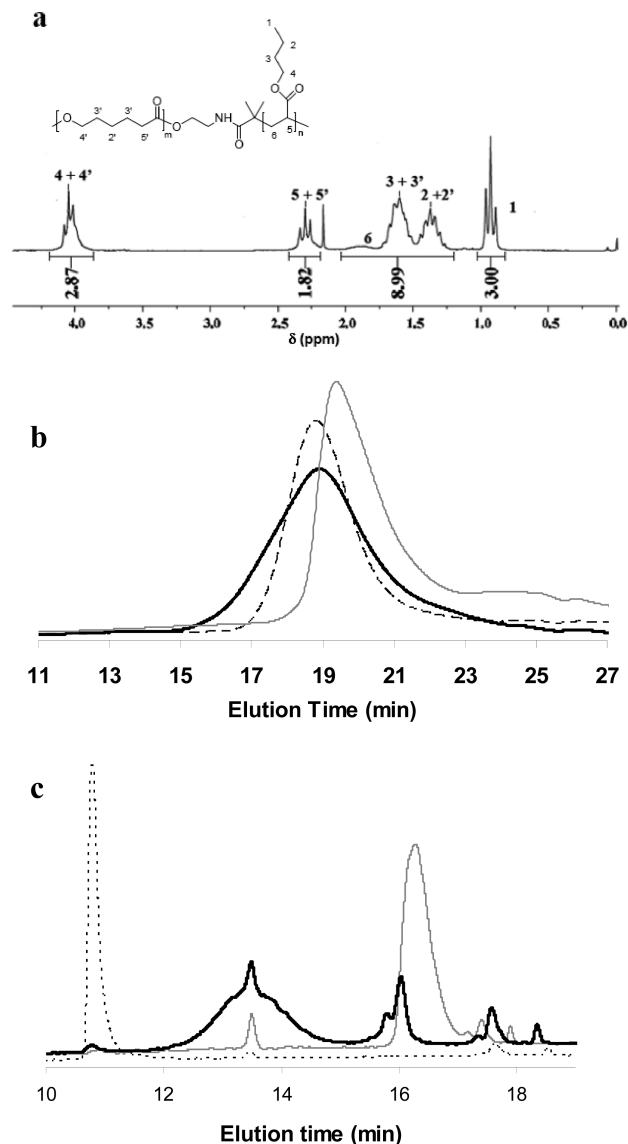 a
1
2
3
4
O
O
O
3'
3'
O
NH
5
n
4'
2'
5'
m
O
O
6
4 + 4'
5 + 5'
6
3 + 3'
2 +2'
1
2.87
1.82
8.99
3.00
4.0 3.5 3.0 2.5 2.0 1.5 1.0 0.5 0.0
δ (ppm)
b
11 13 15 17 19 21 23 25 27
Elution Time (min)
c
10 12 14 16 18
Elution time (min)